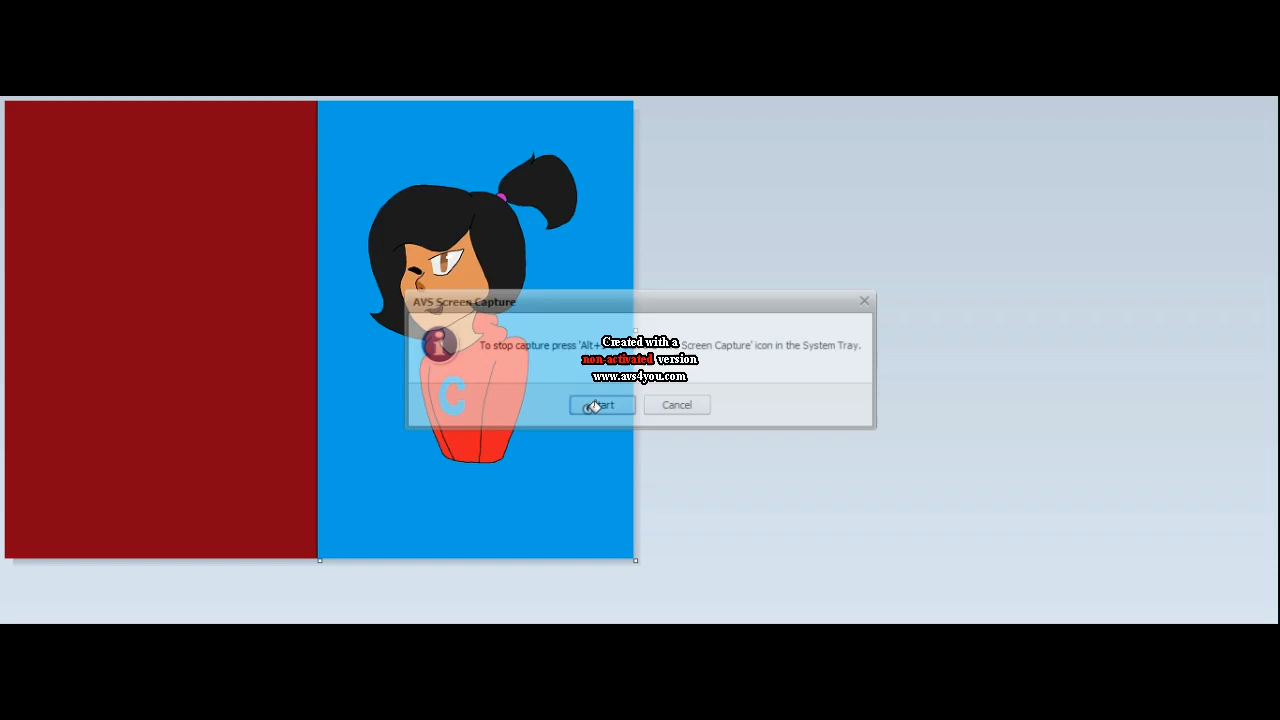 AVS Screen Capture
To stop capture press 'Alt+
Screen Capture' icon in the System Tray.
Created with a
non-activated version
www.avs4you.com
C
Cancel